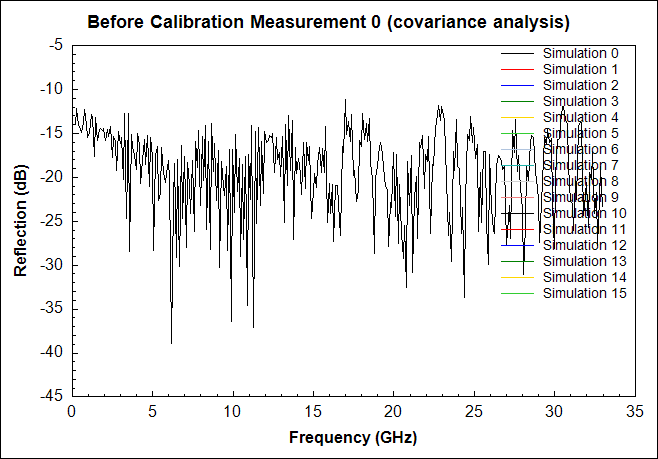 Before Calibration Measurement 0 (covariance analysis)
-5
-10
-15
-20
-25
-30
-35
-40
-45
Reflection (dB)
Simulation 0
Simulation 1
Simulation 2
Simulation 3
Simulation 4
Simulation 5
Simulation 6
Simulation 7
Simulation 8
Simulation 9
Simulation 10
Simulation 11
Simulation 12
Simulation 13
Simulation 14
Simulation 15
0 5 10 15 20 25 30 35
Frequency (GHz)